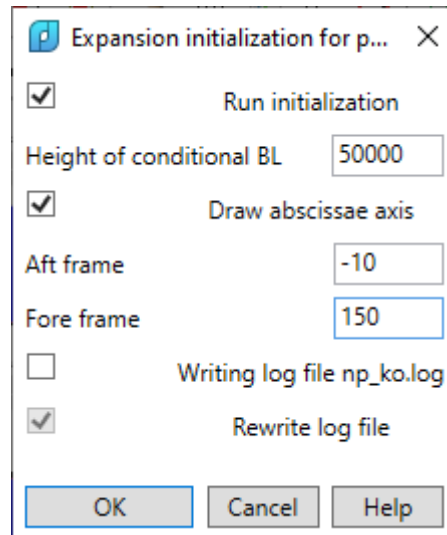 Expansion initialization for p...
Run initialization
Height of conditional BL 50000
Draw abscissae axis
Aft frame -10
Fore frame 150
Writing log file np_ko.log
Rewrite log file
OK Cancel Help